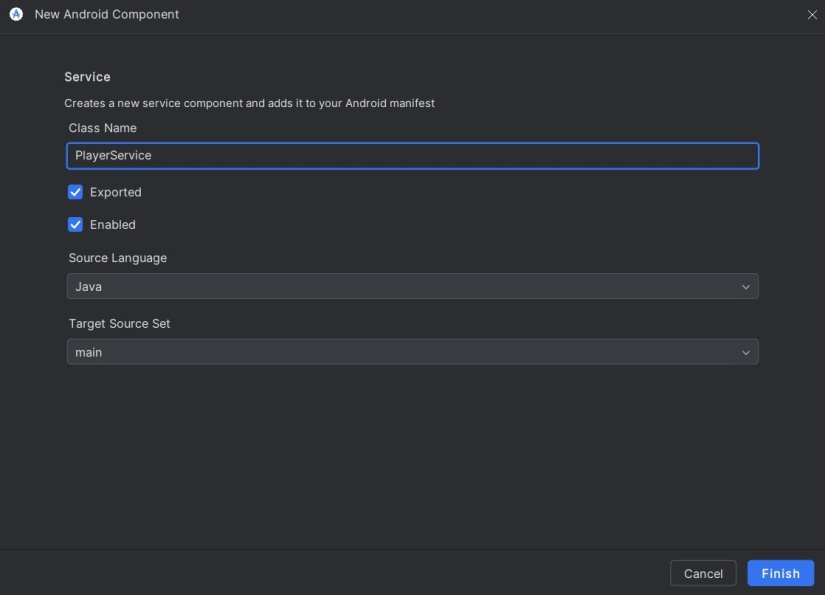 New Android Component
Service
Creates a new service component and adds it to your Android manifest
Class Name
PlayerService
Exported
Enabled
Source Language
Java
Target Source Set
main
Cancel
Finish